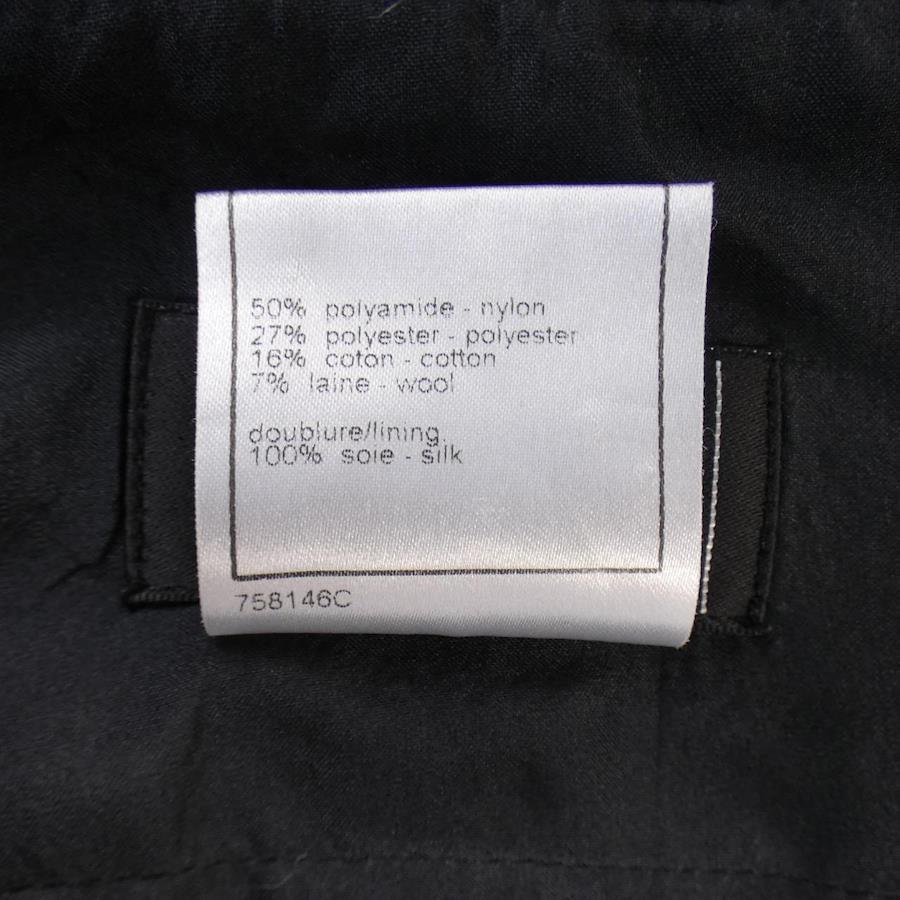 50% polyamide - nylon
27% polyester - polyester
16% coton - cotton
7% laine - wool
doublure/lining
100% soie - silk
758146C